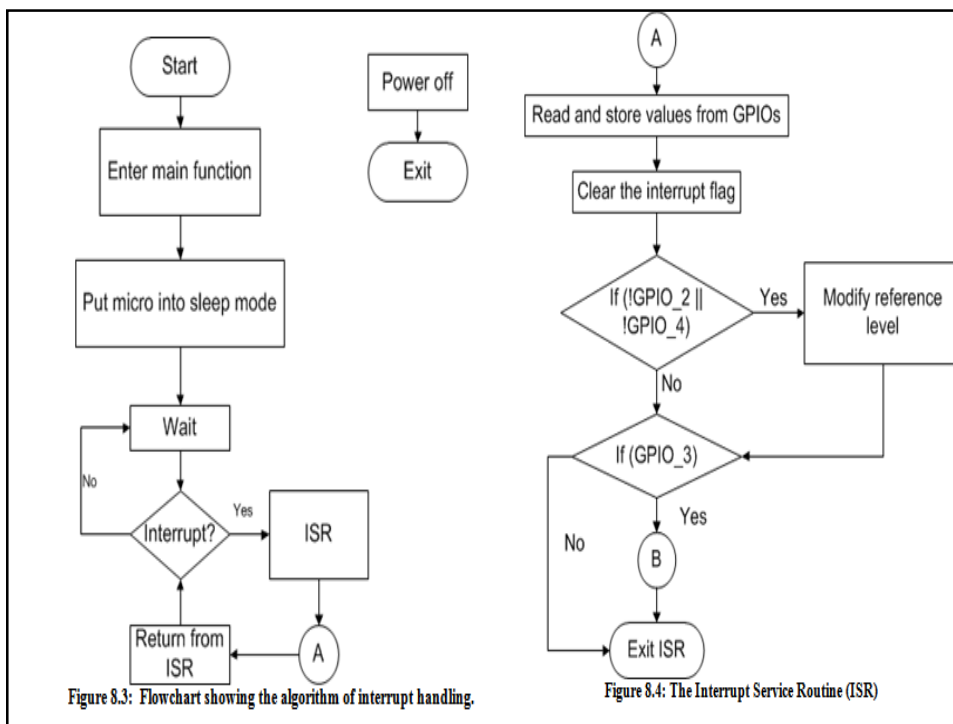 Start
Enter main function
Put micro into sleep mode
Wait
No
Interrupt?
Yes
ISR
A
Return from
ISR
Power off
Exit
Figure 8.3: Flowchart showing the algorithm of interrupt handling.
A
Read and store values from GPIOs
Clear the interrupt flag
If (!GPIO_2 ||
!GPIO_4)
Yes
Modify reference
level
No
If (GPIO_3)
Yes
No
B
Exit ISR
Figure 8.4: The Interrupt Service Routine (ISR)